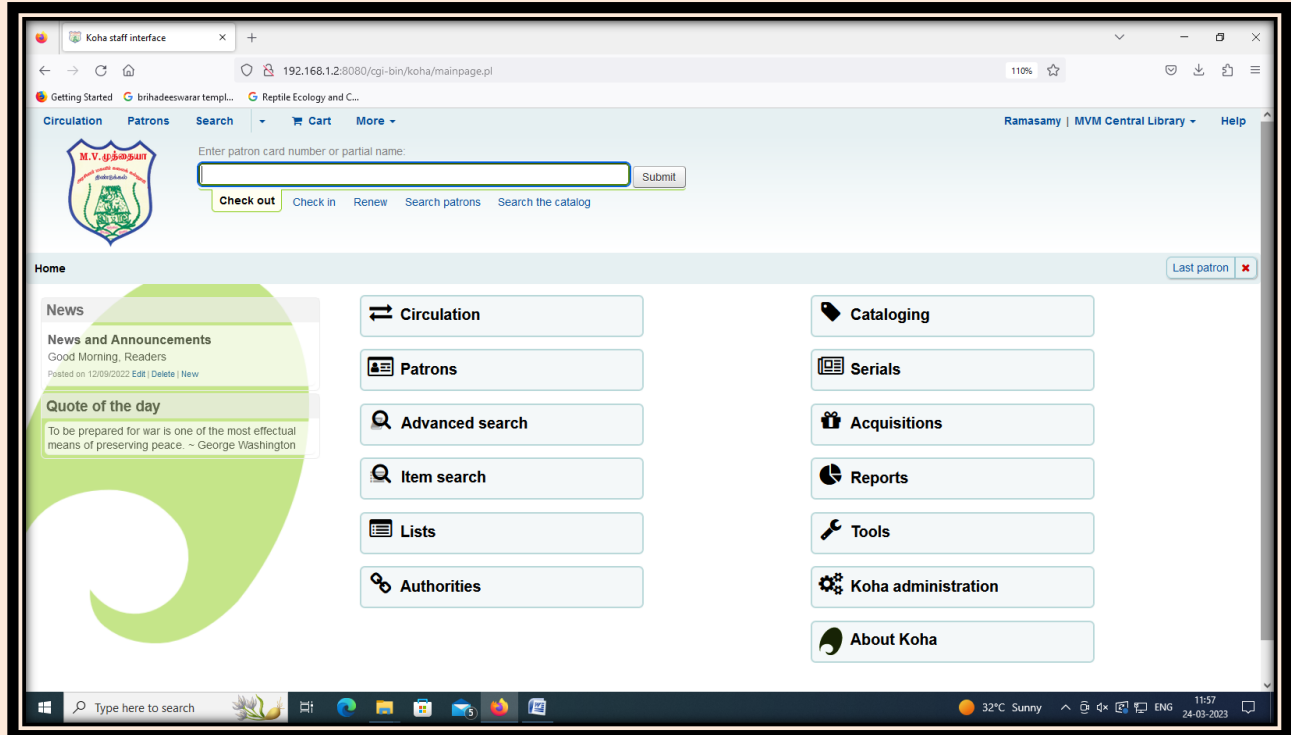 Koha staff interface
192.168.1.2:8080/cgi-bin/koha/mainpage.pl
110%
Getting Started
brihadeeswarar templ...
Reptile Ecology and C...
Circulation Patrons Search Cart More
Ramasamy | MVM Central Library Help
M.V.முத்தையா
திண்டுக்கல்
Enter patron card number or partial name:
Submit
Check out Check in Renew Search patrons Search the catalog
Home
Last patron
News
News and Announcements
Good Morning, Readers
Posted on 12/09/2022 Edit | Delete | New
Quote of the day
To be prepared for war is one of the most effectual
means of preserving peace. ~ George Washington
Circulation
Patrons
Advanced search
Item search
Lists
Authorities
Cataloging
Serials
Acquisitions
Reports
Tools
Koha administration
About Koha
Type here to search
5
32°C Sunny
ENG
11:57
24-03-2023